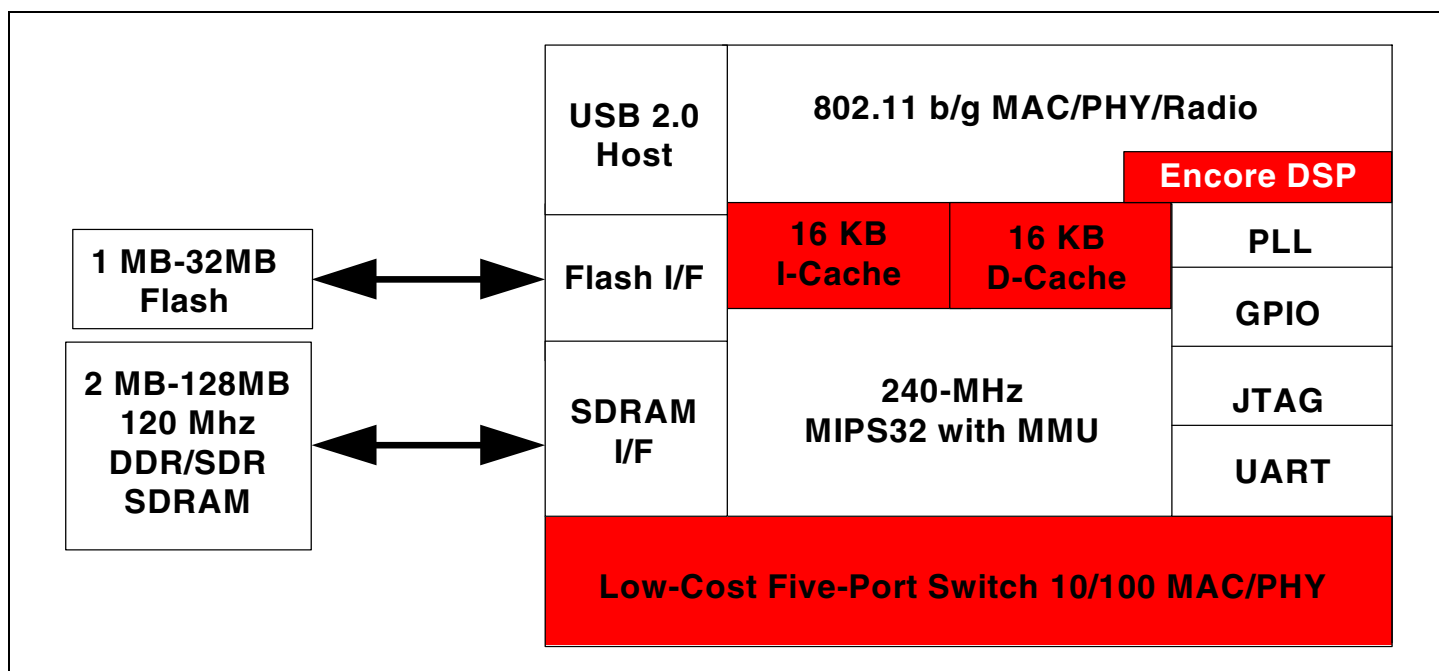 USB 2.0
Host
802.11 b/g MAC/PHY/Radio
Encore DSP
1 MB-32MB
Flash
Flash I/F
16 KB
I-Cache
16 KB
D-Cache
PLL
GPIO
2 MB-128MB
120 Mhz
DDR/SDR
SDRAM
SDRAM
I/F
240-MHz
MIPS32 with MMU
JTAG
UART
Low-Cost Five-Port Switch 10/100 MAC/PHY